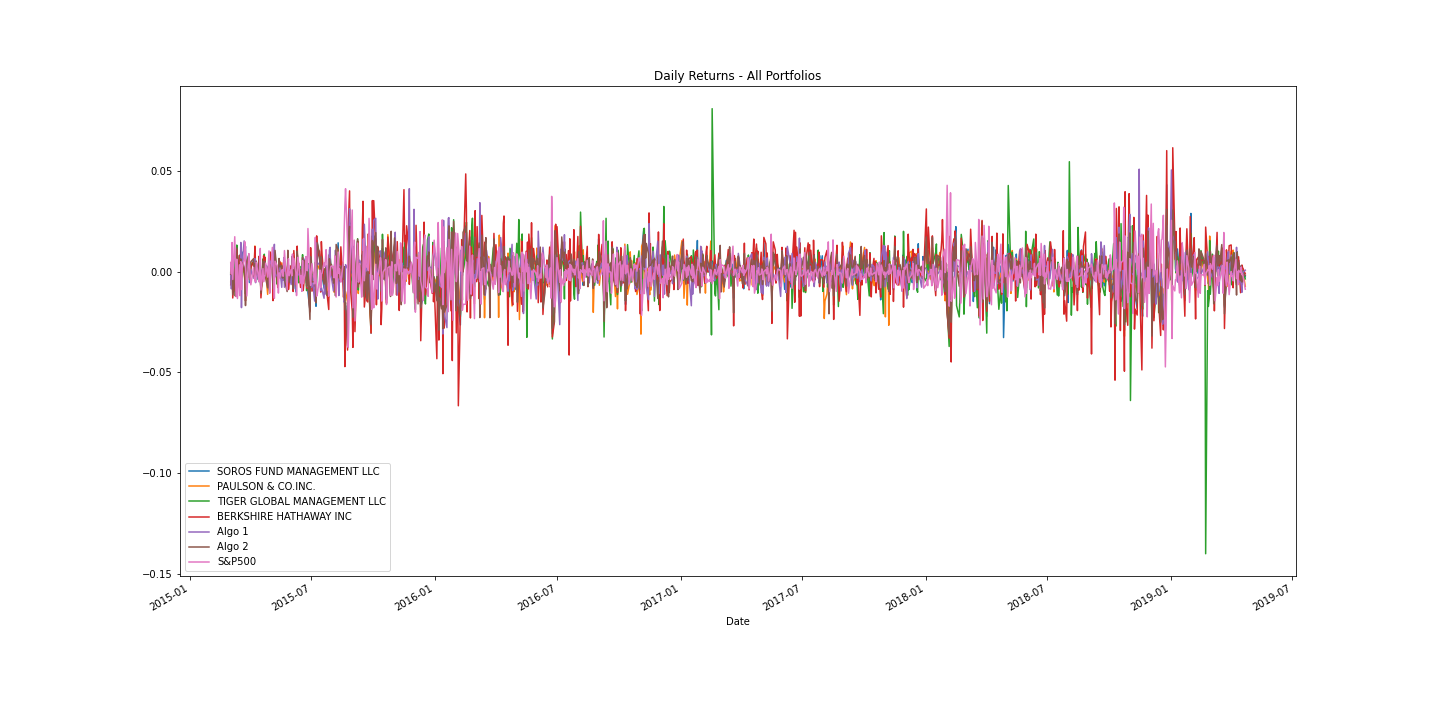 Daily Returns - All Portfolios
0.05
0.00
−0.05
−0.10
−0.15
SOROS FUND MANAGEMENT LLC
PAULSON & CO.INC.
TIGER GLOBAL MANAGEMENT LLC
BERKSHIRE HATHAWAY INC
Algo 1
Algo 2
S&P500
2015-01
2015-07
2016-01
2016-07
2017-01
2017-07
2018-01
2018-07
2019-01
2019-07
Date